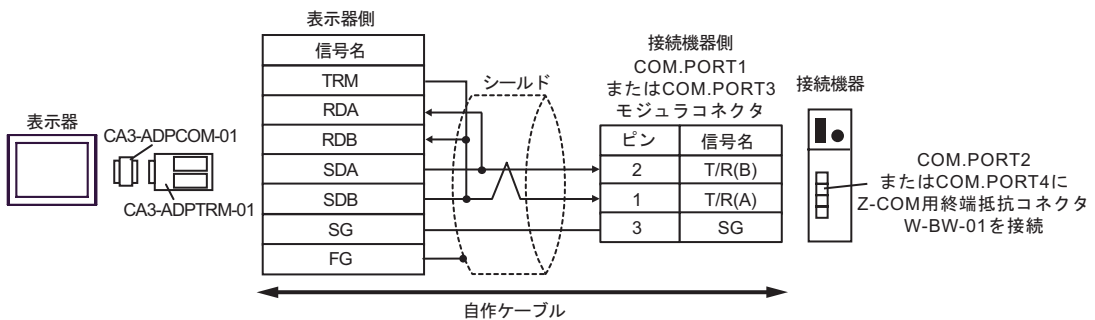 表示器
CA3-ADPCOM-01
CA3-ADPTRM-01
表示器側
信号名
TRM
RDA
RDB
SDA
SDB
SG
FG
シールド
接続機器側
COM.PORT1
またはCOM.PORT3
モジュラコネクタ
ピン 信号名
2 T/R(B)
1 T/R(A)
3 SG
接続機器
COM.PORT2
またはCOM.PORT4に
Z-COM用終端抵抗コネクタ
W-BW-01を接続
自作ケーブル